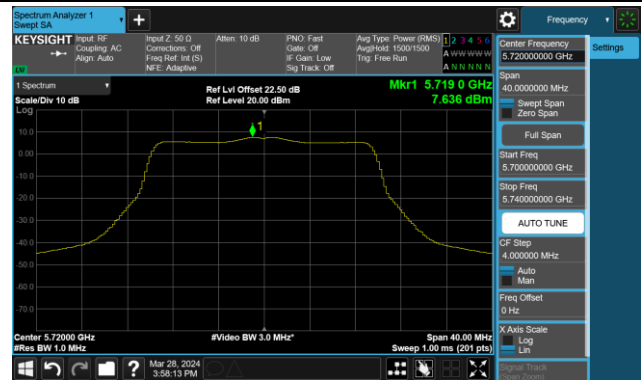 Spectrum Analyzer 1
Swept SA
Frequency
KEYSIGHT
Input: RF
Coupling: AC
Align: Auto
Input Z: 50 Ω
Corrections: Off
Freq Ref: Int (S)
NFE: Adaptive
Atten: 10 dB
PNO: Fast
Gate: Off
IF Gain: Low
Sig Track: Off
Avg Type: Power (RMS)
Avg|Hold: 1500/1500
Trig: Free Run
1 2 3 4 5 6
A W W W W W
A N N N N N
1 Spectrum
Scale/Div 10 dB
Log
Ref Lvl Offset 22.50 dB
Ref Level 20.00 dBm
Mkr1 5.719 0 GHz
7.636 dBm
1
10.0
0.00
-10.0
-20.0
-30.0
-40.0
-50.0
-60.0
-70.0
Center 5.72000 GHz
#Res BW 1.0 MHz
#Video BW 3.0 MHz*
Span 40.00 MHz
Sweep 1.00 ms (201 pts)
Mar 28, 2024
3:58:13 PM
?
Settings
Center Frequency
5.720000000 GHz
Span
40.0000000 MHz
Swept Span
Zero Span
Full Span
Start Freq
5.700000000 GHz
Stop Freq
5.740000000 GHz
AUTO TUNE
CF Step
4.000000 MHz
Auto
Man
Freq Offset
0 Hz
X Axis Scale
Log
Lin
Signal Track
(Span Zoom)